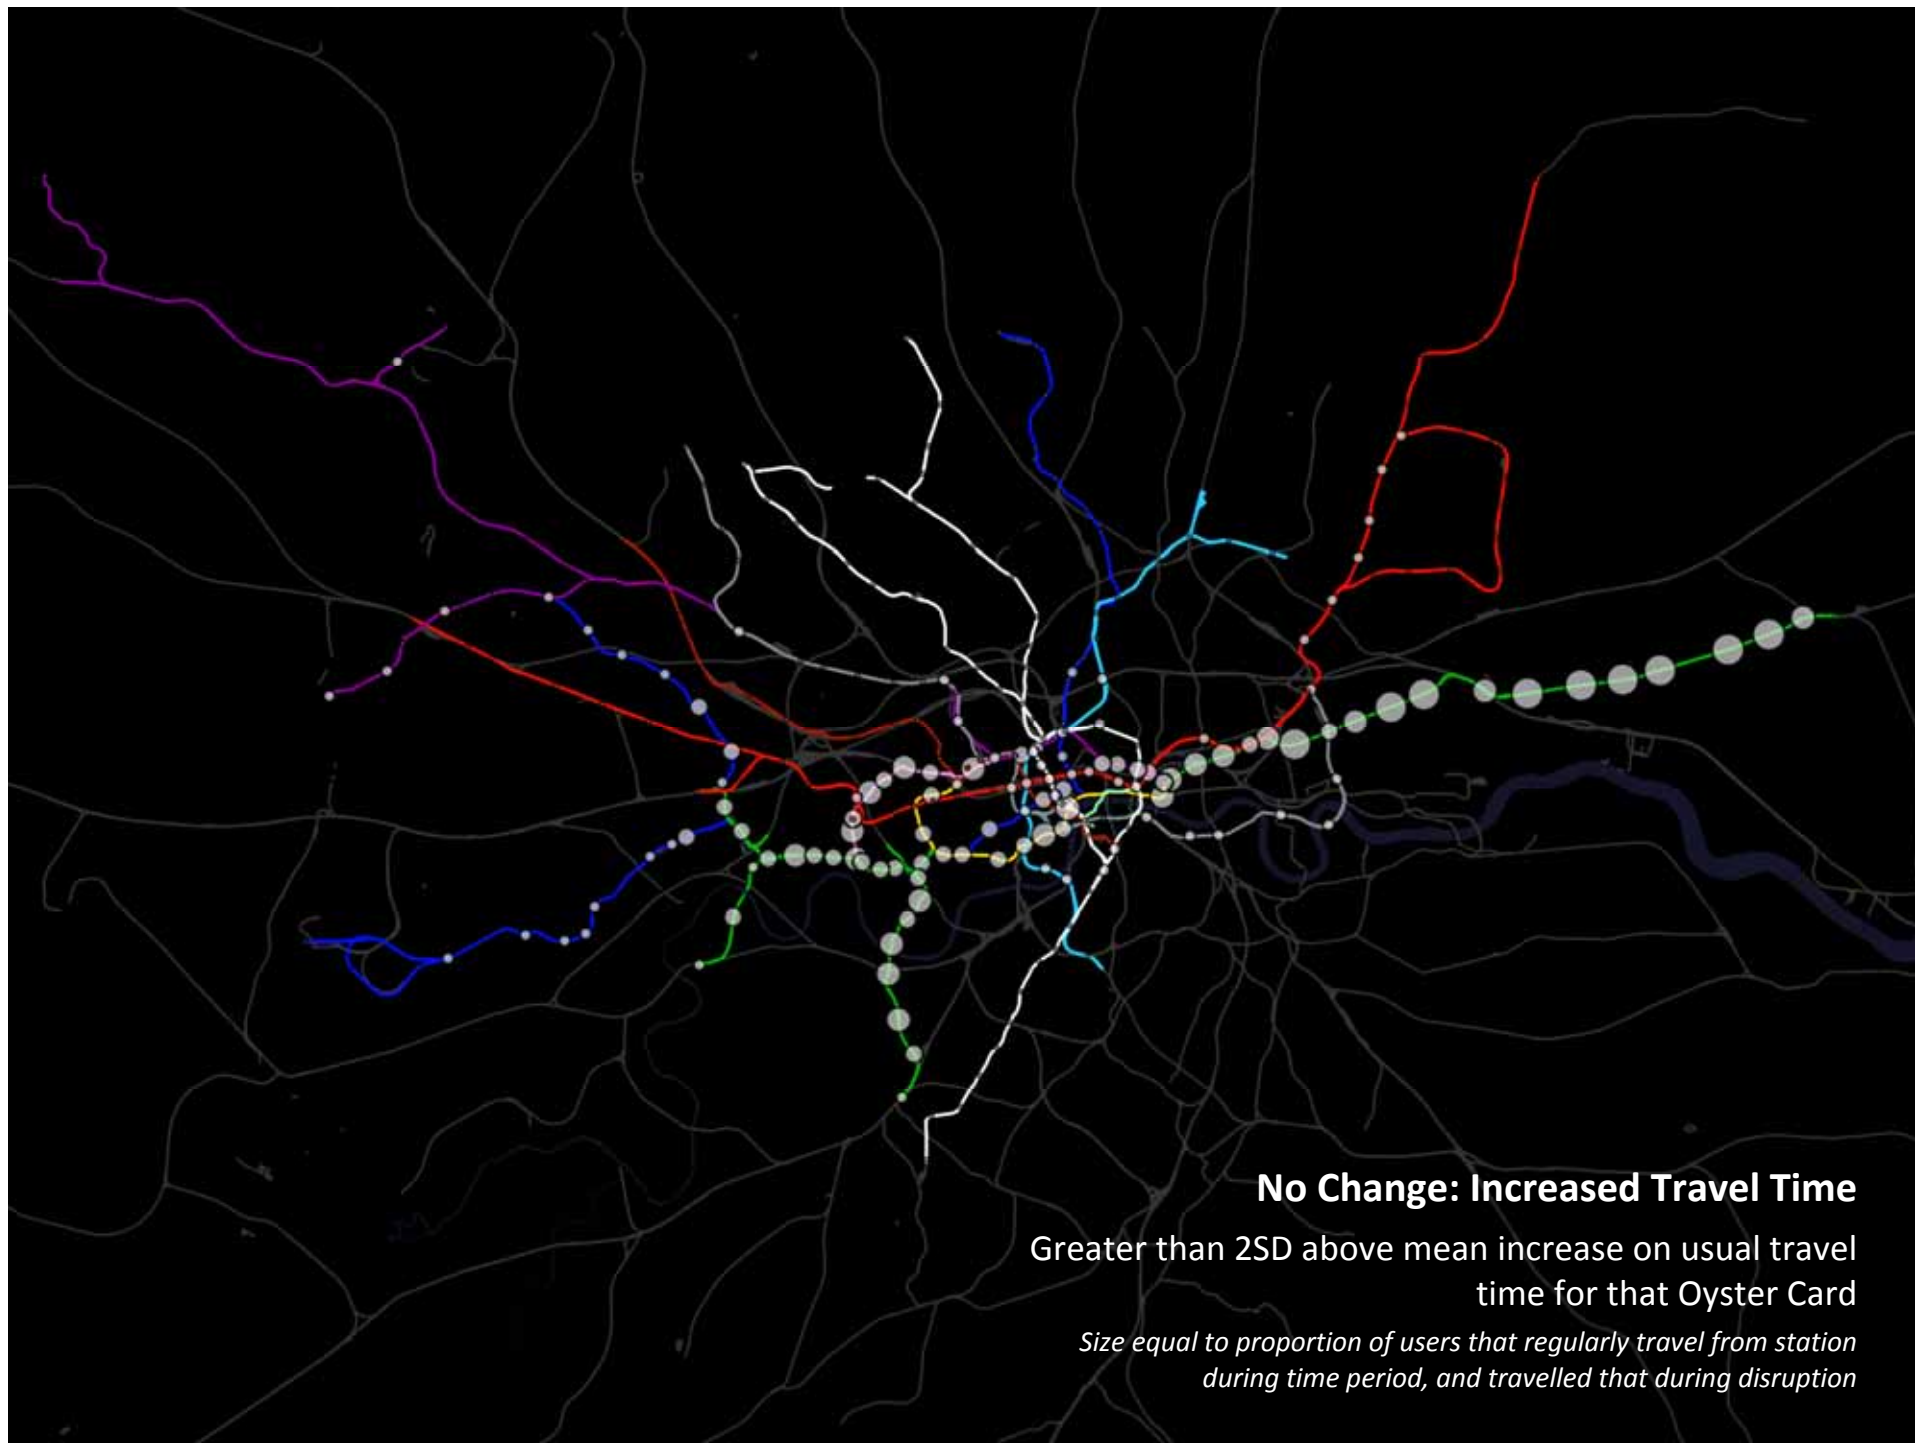 No Change: Increased Travel Time
Greater than 2SD above mean increase on usual travel
time for that Oyster Card
Size equal to proportion of users that regularly travel from station
during time period, and travelled that during disruption